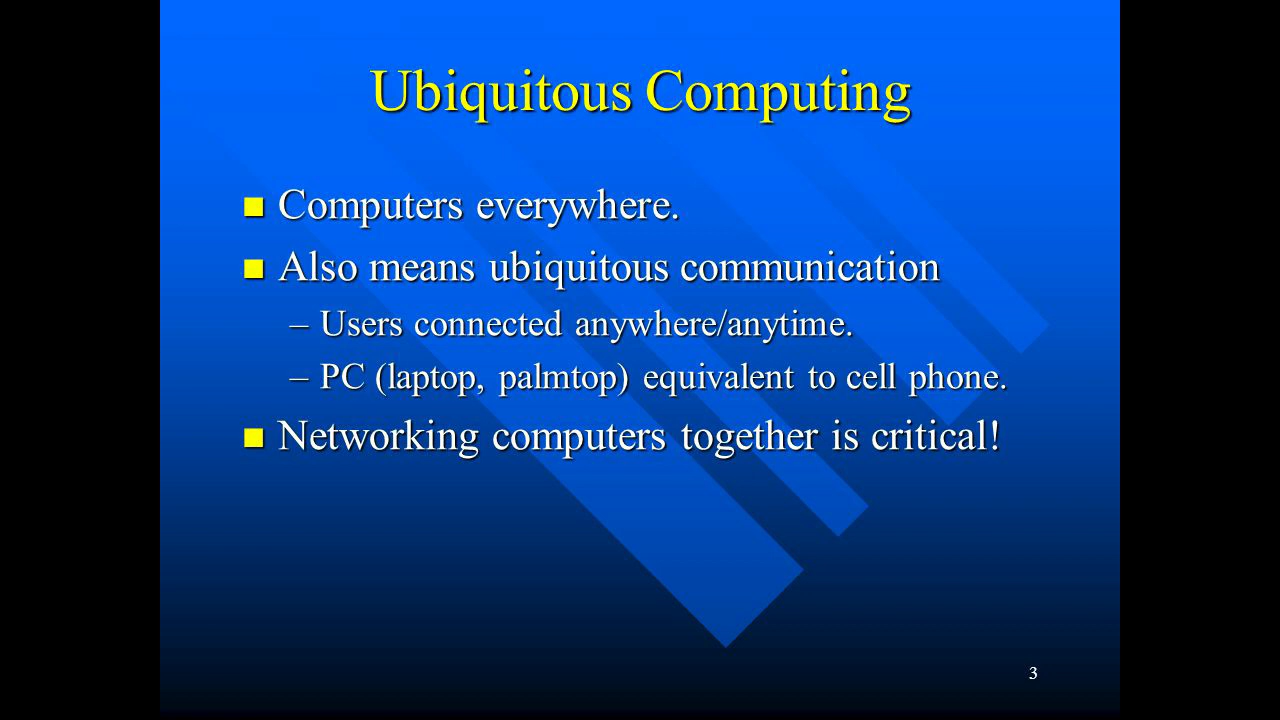 Ubiquitous Computing
Computers everywhere.
Also means ubiquitous communication
– Users connected anywhere/anytime.
– PC (laptop, palmtop) equivalent to cell phone.
Networking computers together is critical!
3